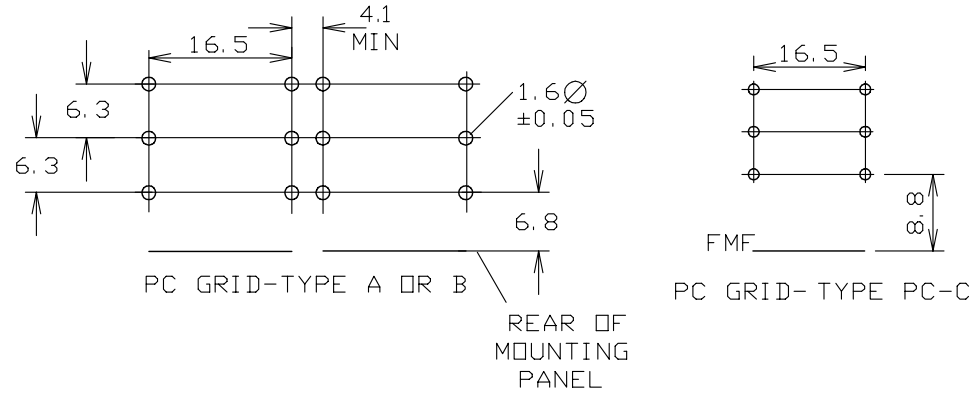 4.1
MIN
16.5
6.3
6.3
1.6Ø
±0.05
6.8
PC GRID-TYPE A OR B
REAR OF
MOUNTING
PANEL
16.5
8.8
FMF
PC GRID- TYPE PC-C